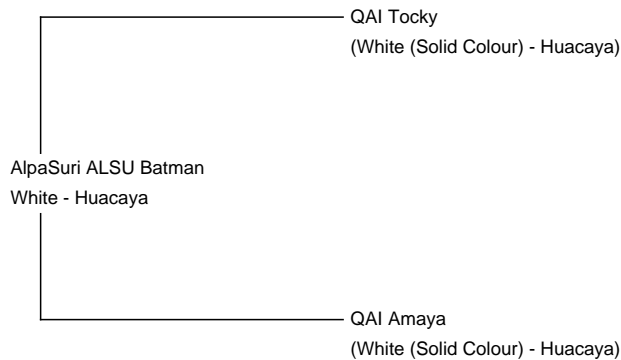 QAI Tocky
(White (Solid Colour) - Huacaya)
AlpaSuri ALSU Batman
White - Huacaya
QAI Amaya
(White (Solid Colour) - Huacaya)